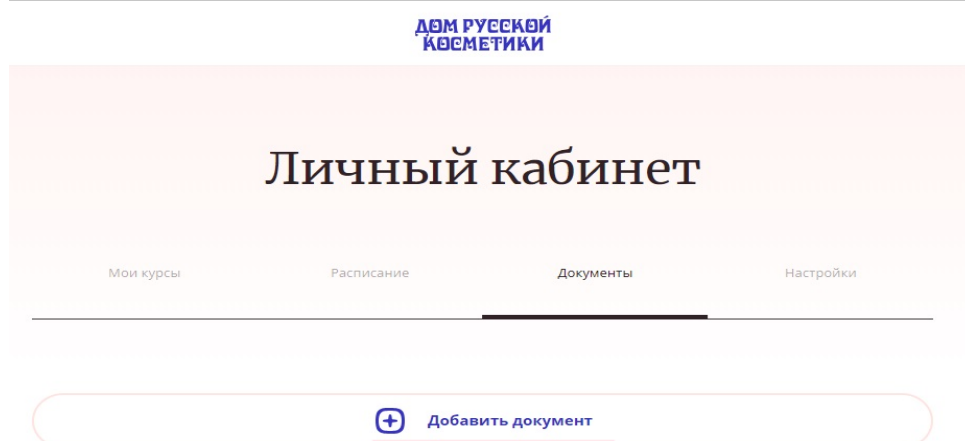 ДОМ РУССКОЙ
КОСМЕТИКИ
Личный кабинет
Мои курсы
Расписание
Документы
Настройки
Добавить документ